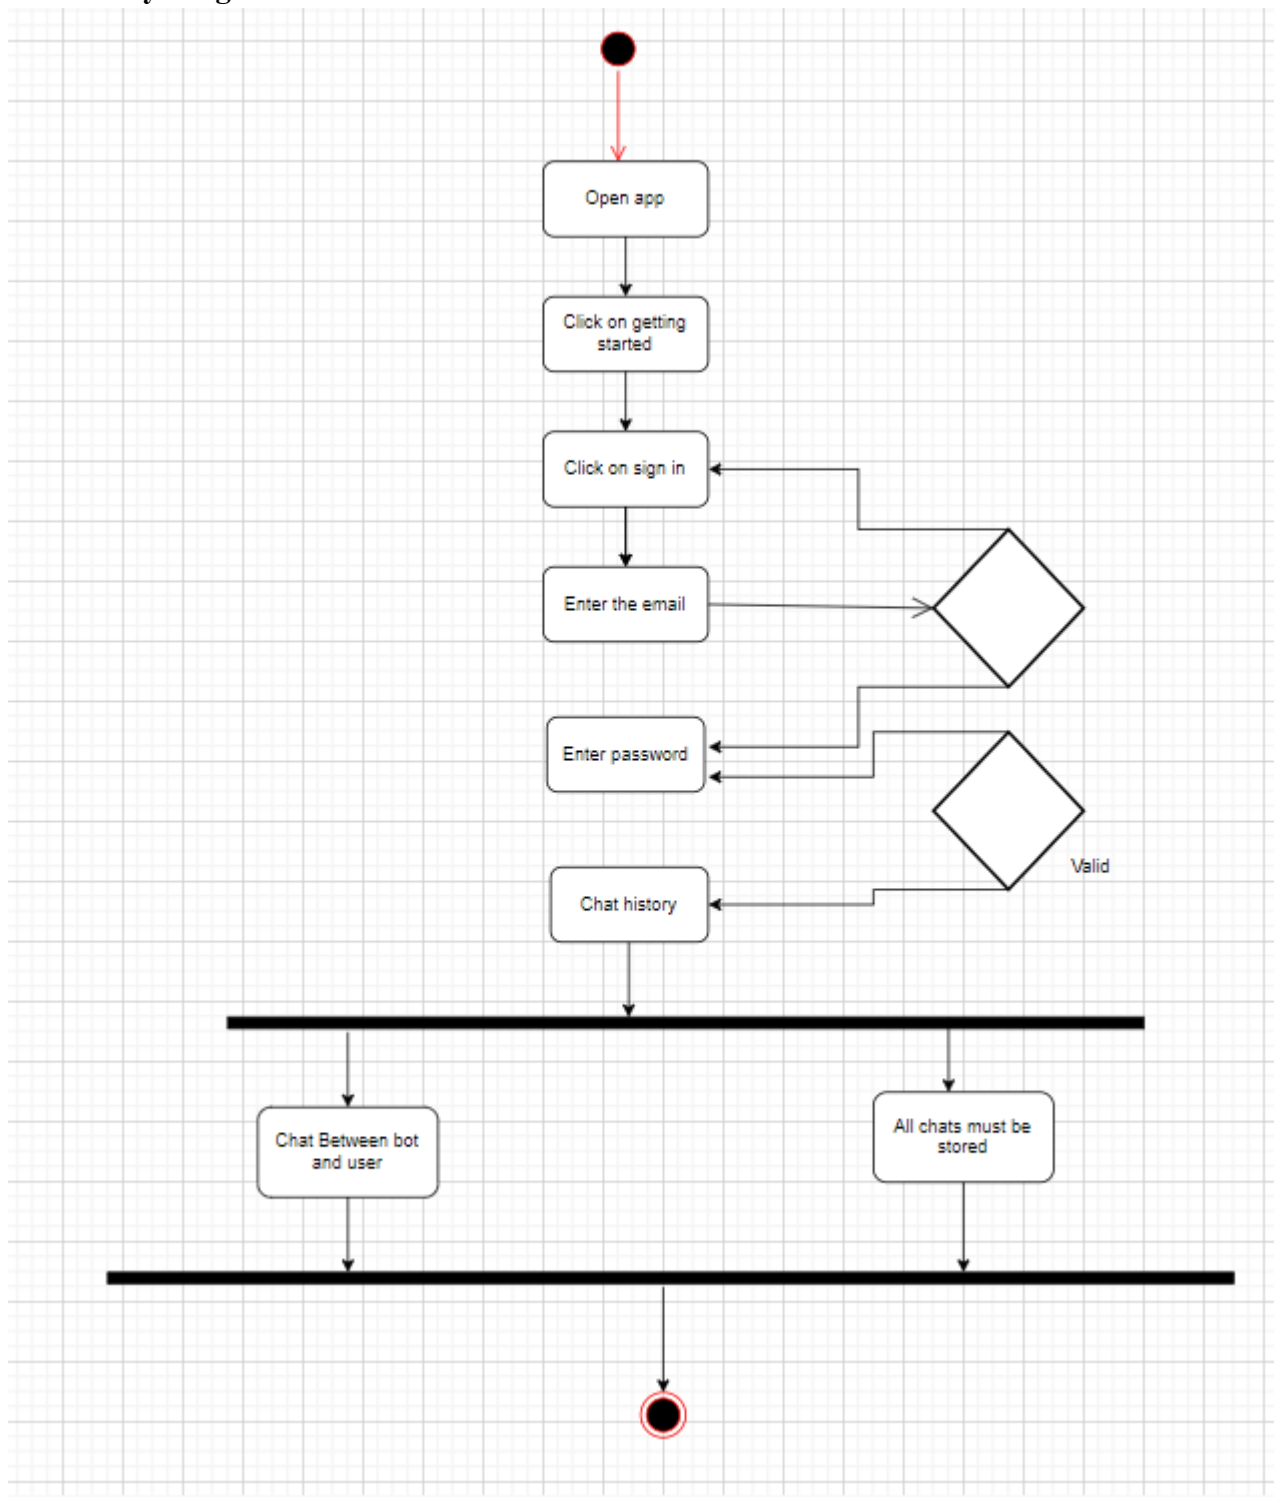 Open app
Click on getting
started
Click on sign in
Enter the email
Enter password
Valid
Chat history
Chat Between bot
and user
All chats must be
stored